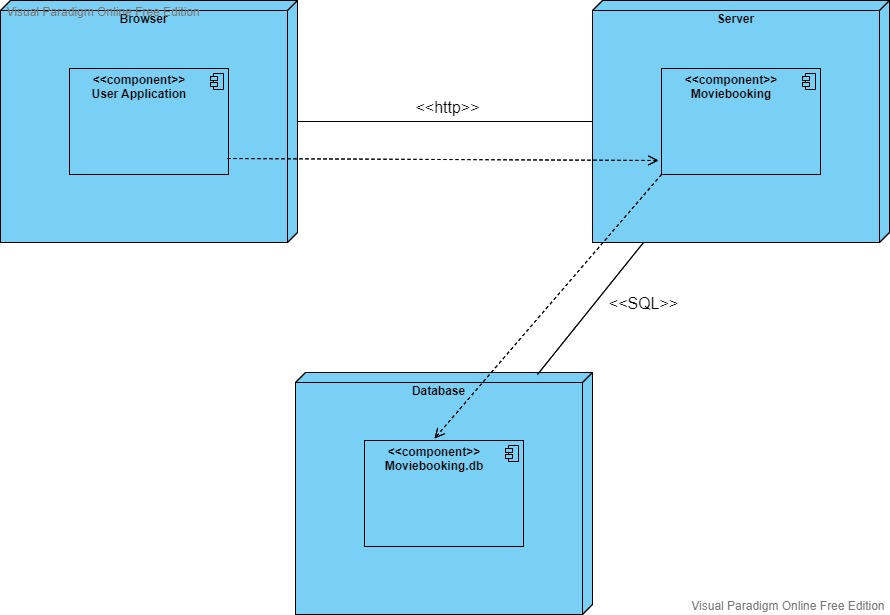 Visual Paradigm Online Free Edition
Browser
<<component>>
User Application
<<http>>
Server
<<component>>
Moviebooking
<<SQL>>
Database
<<component>>
Moviebooking.db
Visual Paradigm Online Free Edition